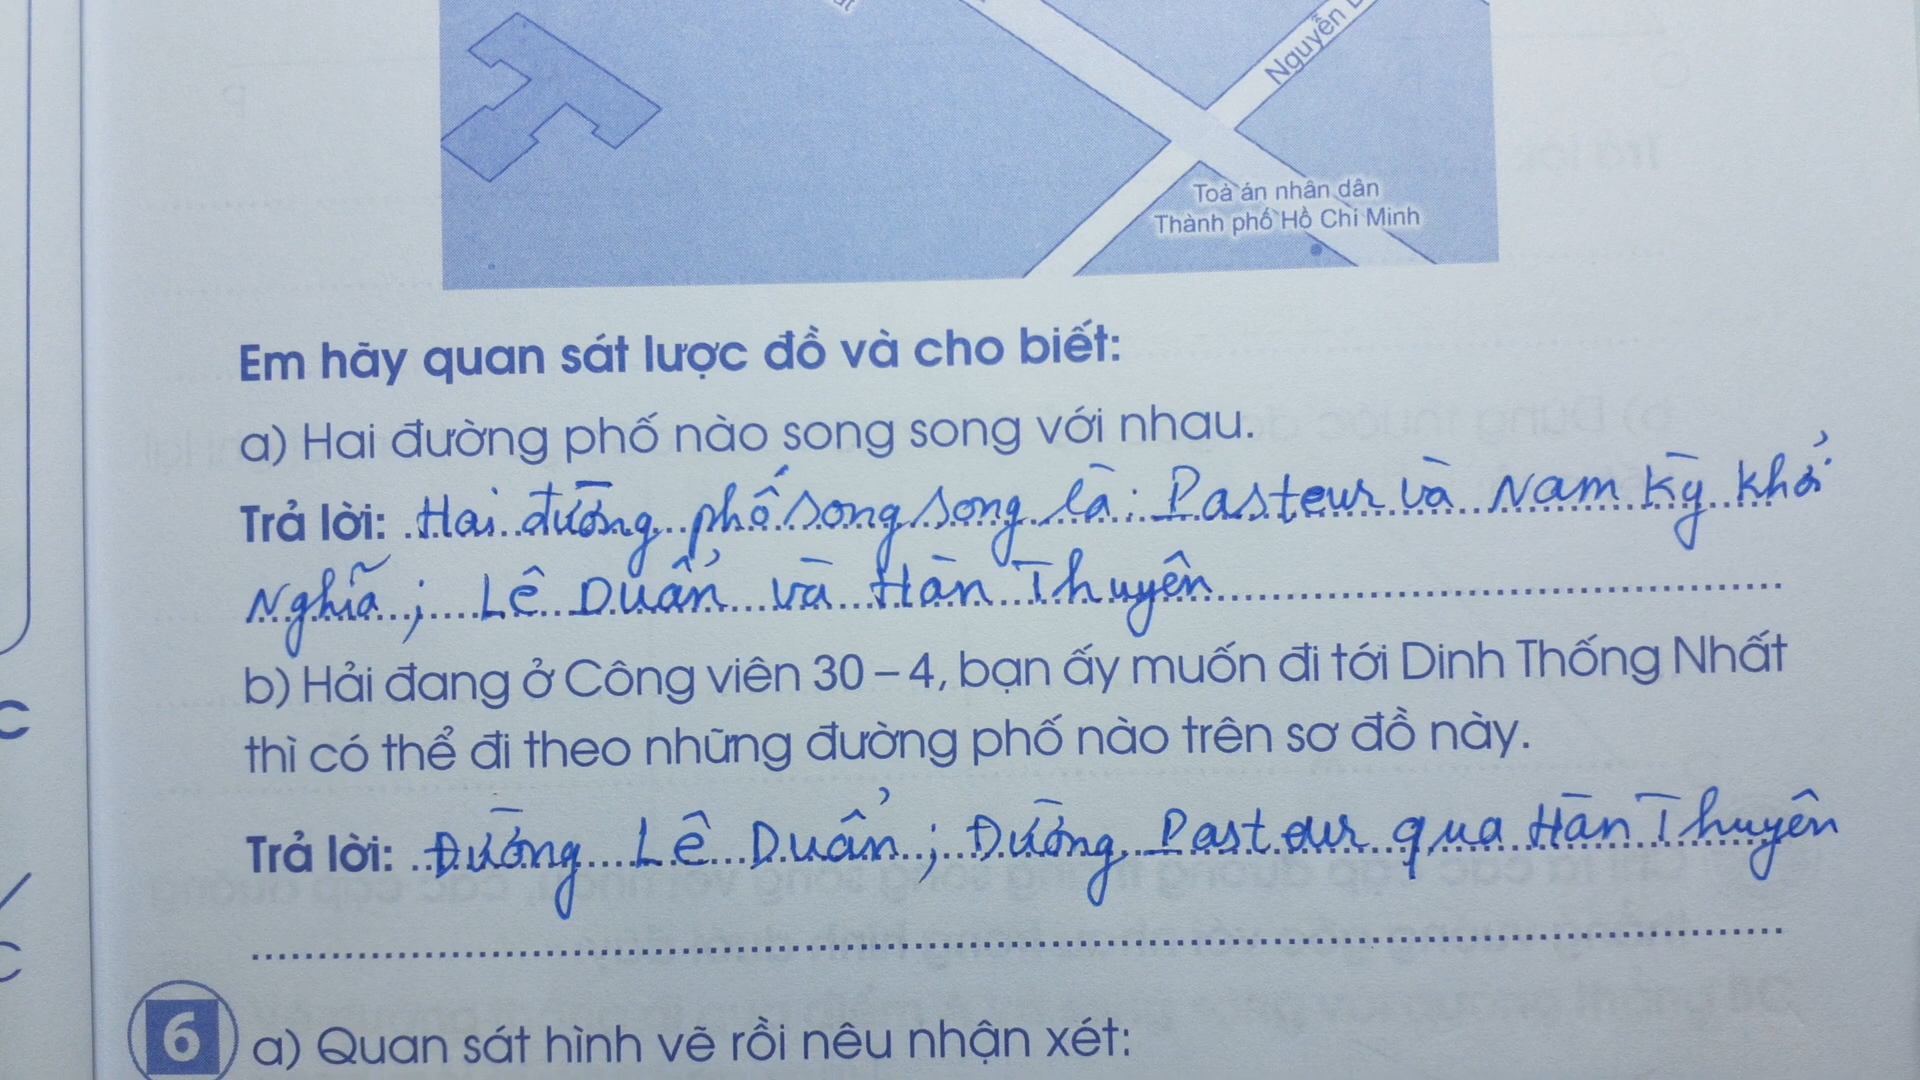 Nguyễn
Toà án nhân dân
Thành phố Hồ Chí Minh
Em hãy quan sát lược đồ và cho biết:
a) Hai đường phố nào song song với nhau.
Trả lời: Hai đường phố song song là: Pasteur và Nam Kỳ Khởi
Nghĩa; Lê Duẩn và Hàn Thuyên
b) Hải đang ở Công viên 30 – 4, bạn ấy muốn đi tới Dinh Thống Nhất
thì có thể đi theo những đường phố nào trên sơ đồ này.
Trả lời: Đường Lê Duẩn; Đường Pasteur qua Hàn Thuyên
6 a) Quan sát hình vẽ rồi nêu nhận xét: